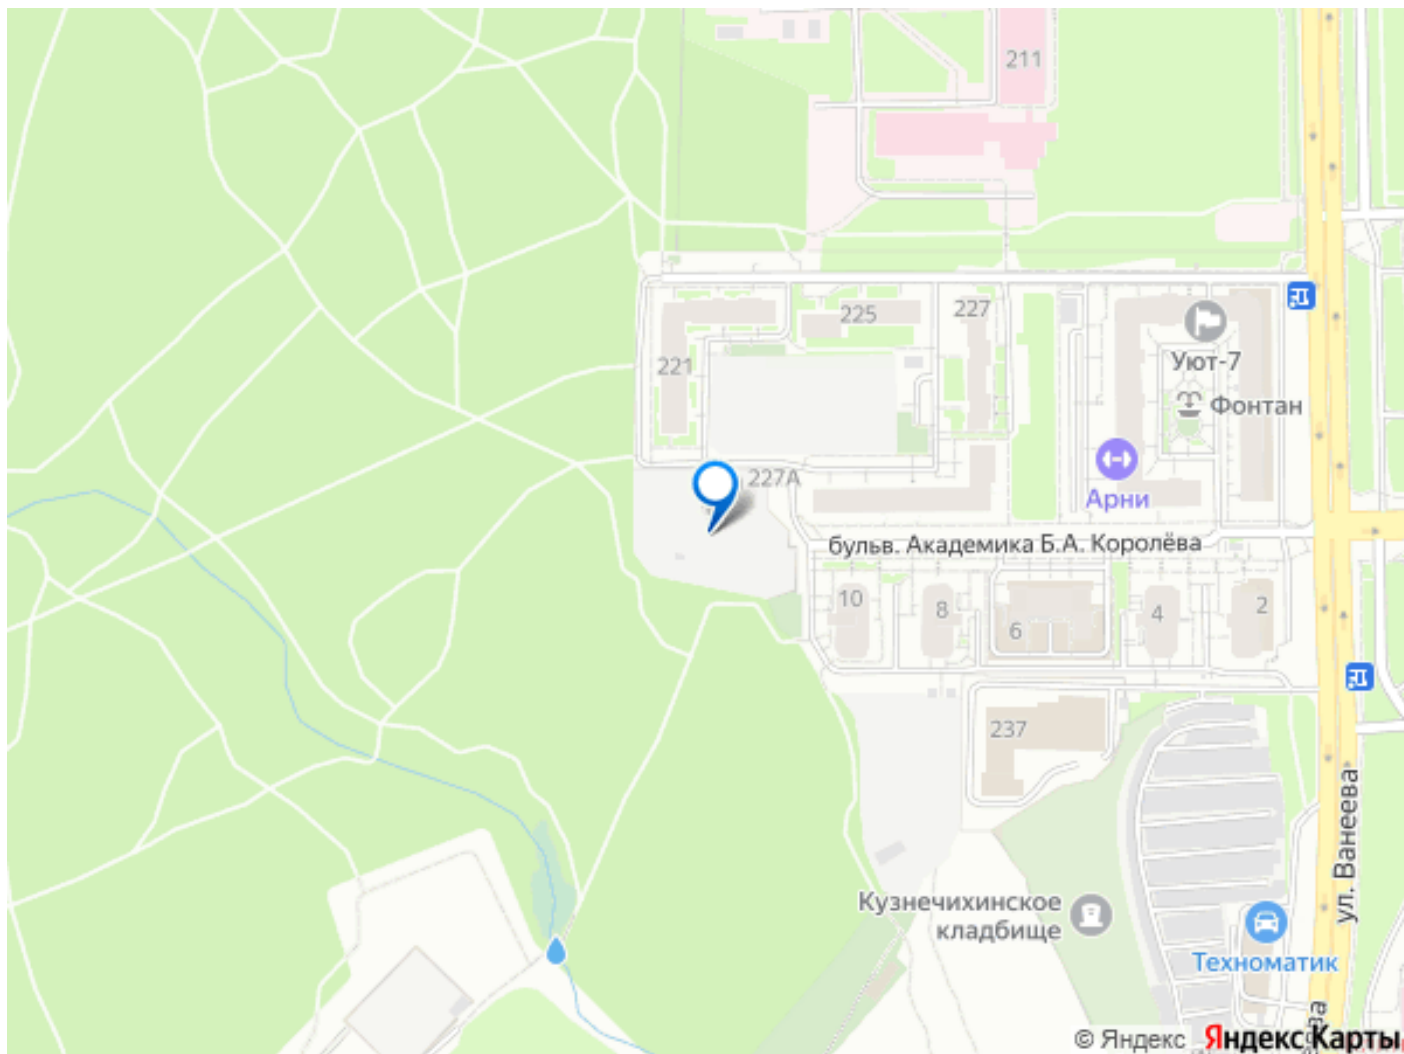 211
225
227
Уют-7
221
Фонтан
227А
Арни
бульв. Академика Б.А. Королёва
10
8
6
4
2
237
ул. Ванеева
Кузнечихинское
кладбище
Техноматик
© Яндекс Яндекс Карты